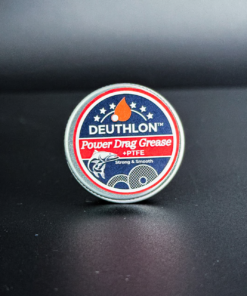 DEUTHLON™
Power Drag Grease
+PTFE
Strong & Smooth